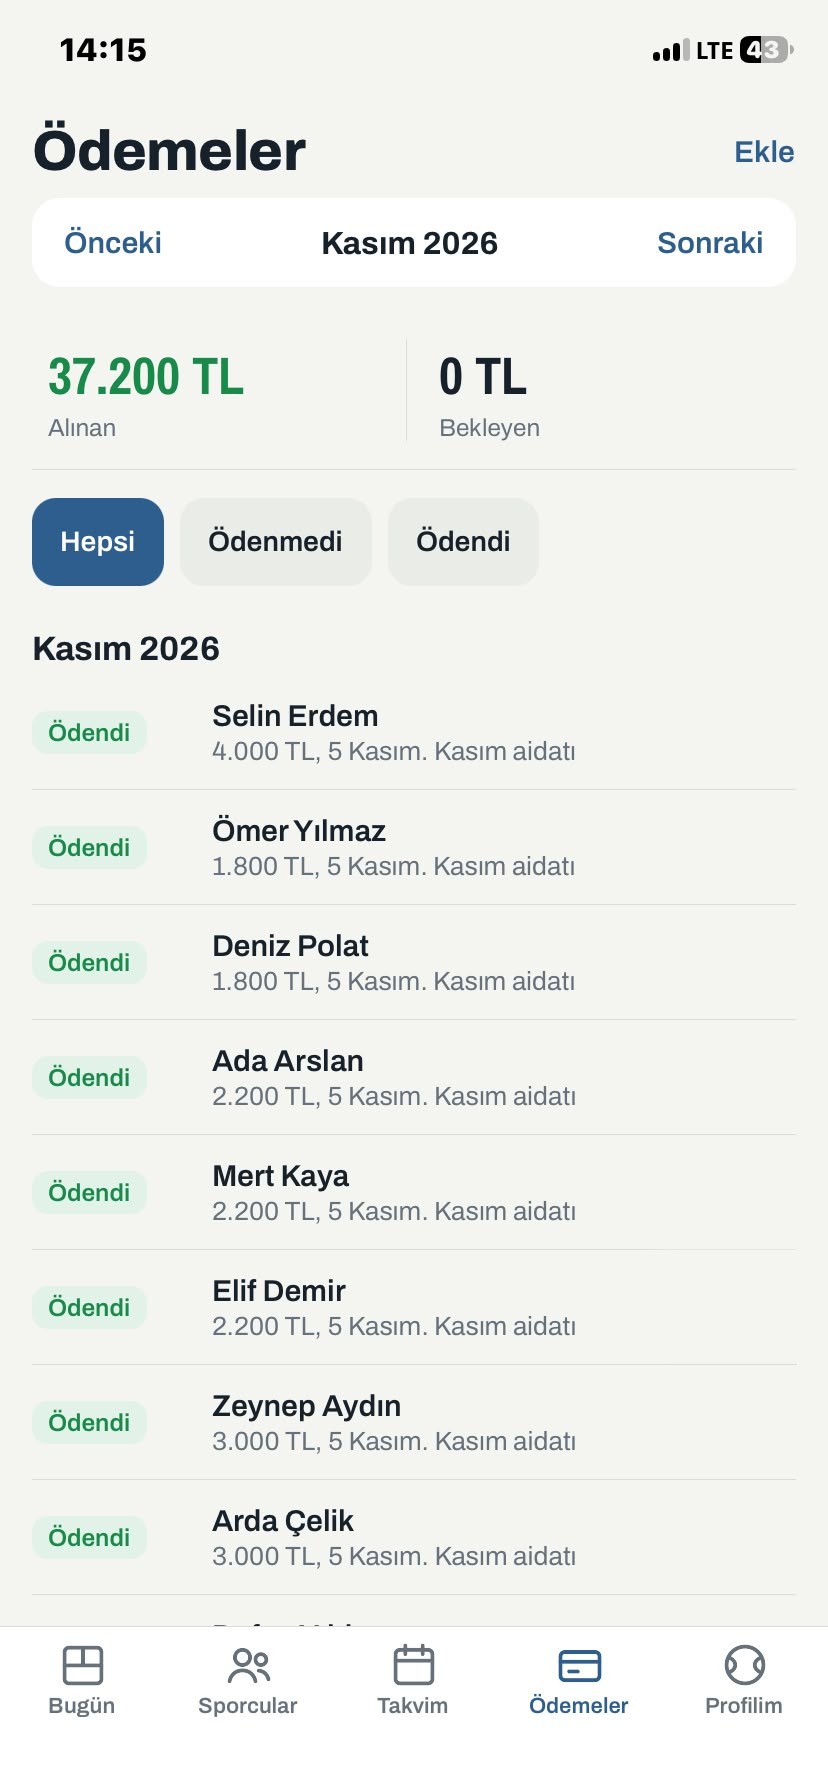 14:15
LTE 43
Ödemeler
Ekle
Önceki
Kasım 2026
Sonraki
37.200 TL
0 TL
Alınan
Bekleyen
Hepsi
Ödenmedi
Ödendi
Kasım 2026
Ödendi
Selin Erdem
4.000 TL, 5 Kasım. Kasım aidatı
Ödendi
Ömer Yılmaz
1.800 TL, 5 Kasım. Kasım aidatı
Ödendi
Deniz Polat
1.800 TL, 5 Kasım. Kasım aidatı
Ödendi
Ada Arslan
2.200 TL, 5 Kasım. Kasım aidatı
Ödendi
Mert Kaya
2.200 TL, 5 Kasım. Kasım aidatı
Ödendi
Elif Demir
2.200 TL, 5 Kasım. Kasım aidatı
Ödendi
Zeynep Aydın
3.000 TL, 5 Kasım. Kasım aidatı
Ödendi
Arda Çelik
3.000 TL, 5 Kasım. Kasım aidatı
Bugün
Sporcular
Takvim
Ödemeler
Profilim